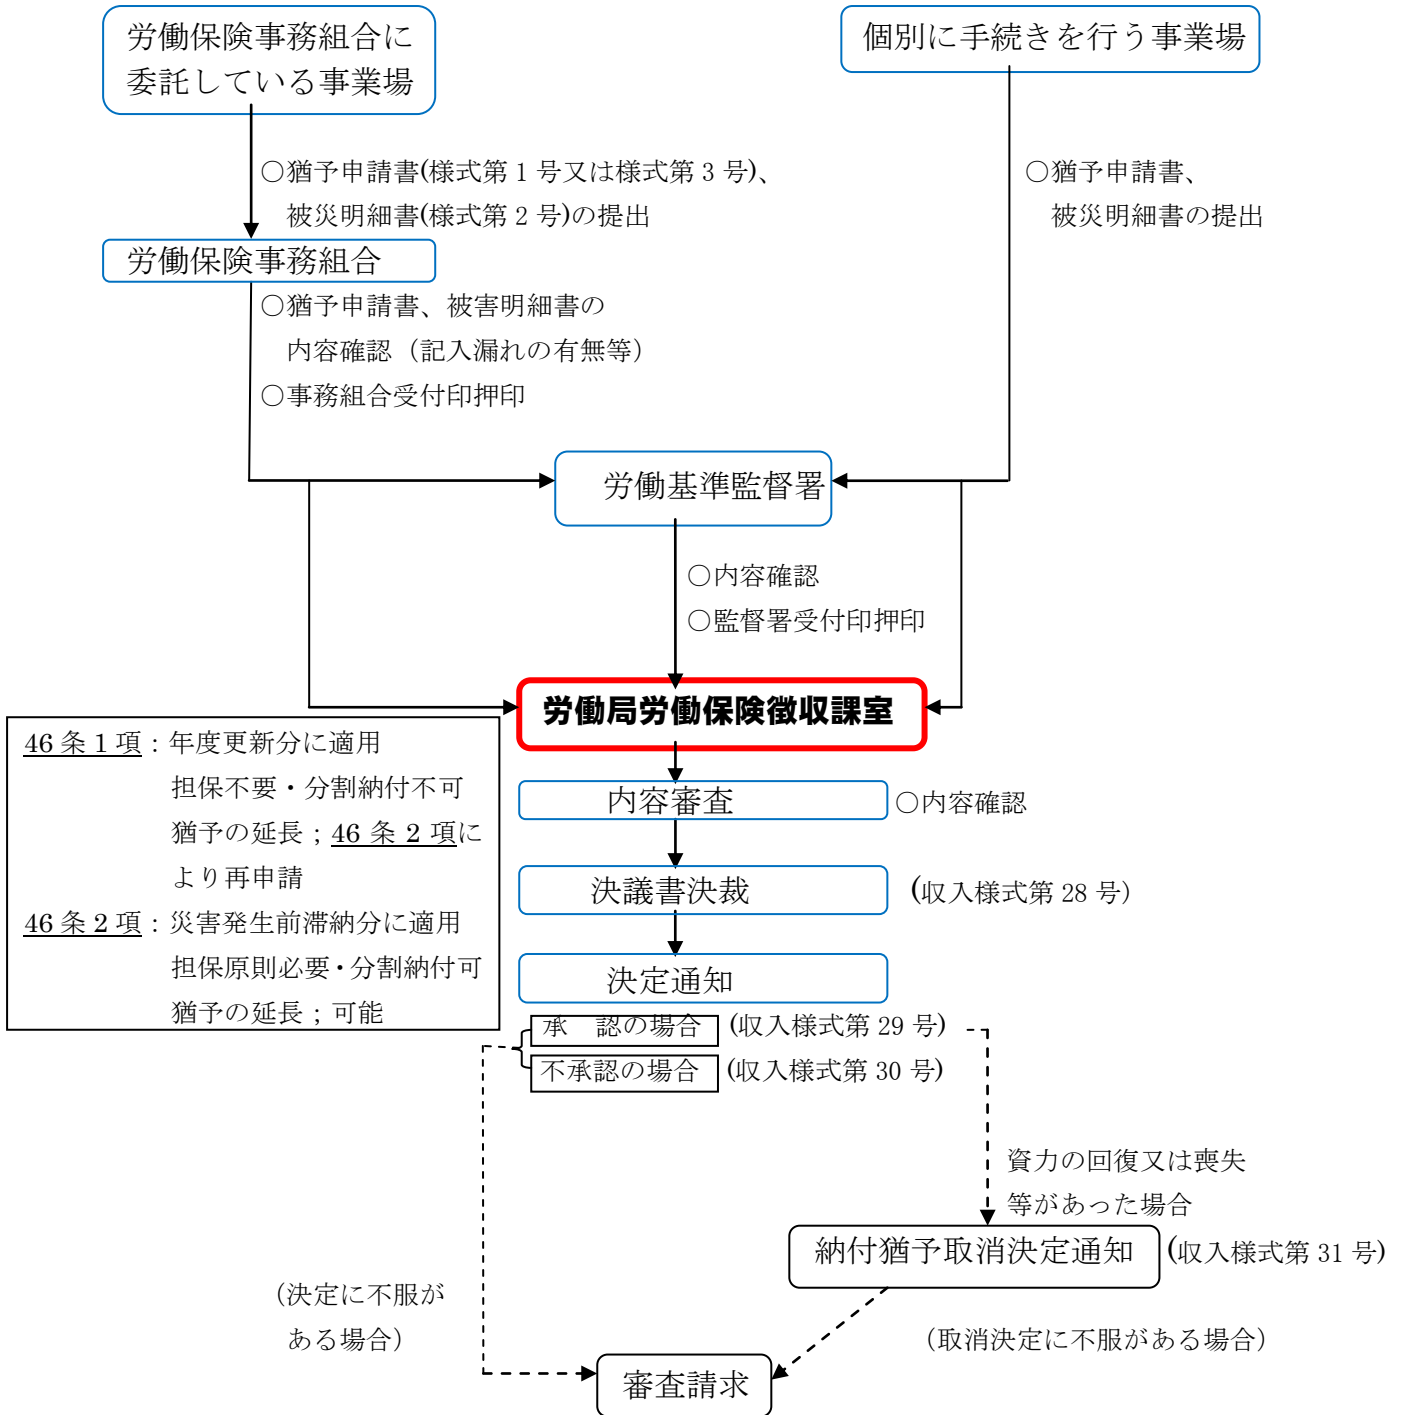 労働保険事務組合に
委託している事業場
個別に手続きを行う事業場
○猶予申請書(様式第１号又は様式第３号)、
被災明細書(様式第２号)の提出
○猶予申請書、
被災明細書の提出
労働保険事務組合
○猶予申請書、被害明細書の
内容確認（記入漏れの有無等）
○事務組合受付印押印
労働基準監督署
○内容確認
○監督署受付印押印
労働局労働保険徴収課室
46条1項：年度更新分に適用
担保不要・分割納付不可
猶予の延長；46条2項に
より再申請
46条2項：災害発生前滞納分に適用
担保原則必要・分割納付可
猶予の延長；可能
内容審査
○内容確認
決議書決裁
(収入様式第28号)
決定通知
承　認の場合
(収入様式第29号)
不承認の場合
(収入様式第30号)
資力の回復又は喪失
等があった場合
納付猶予取消決定通知
(収入様式第31号)
（決定に不服が
ある場合）
（取消決定に不服がある場合）
審査請求